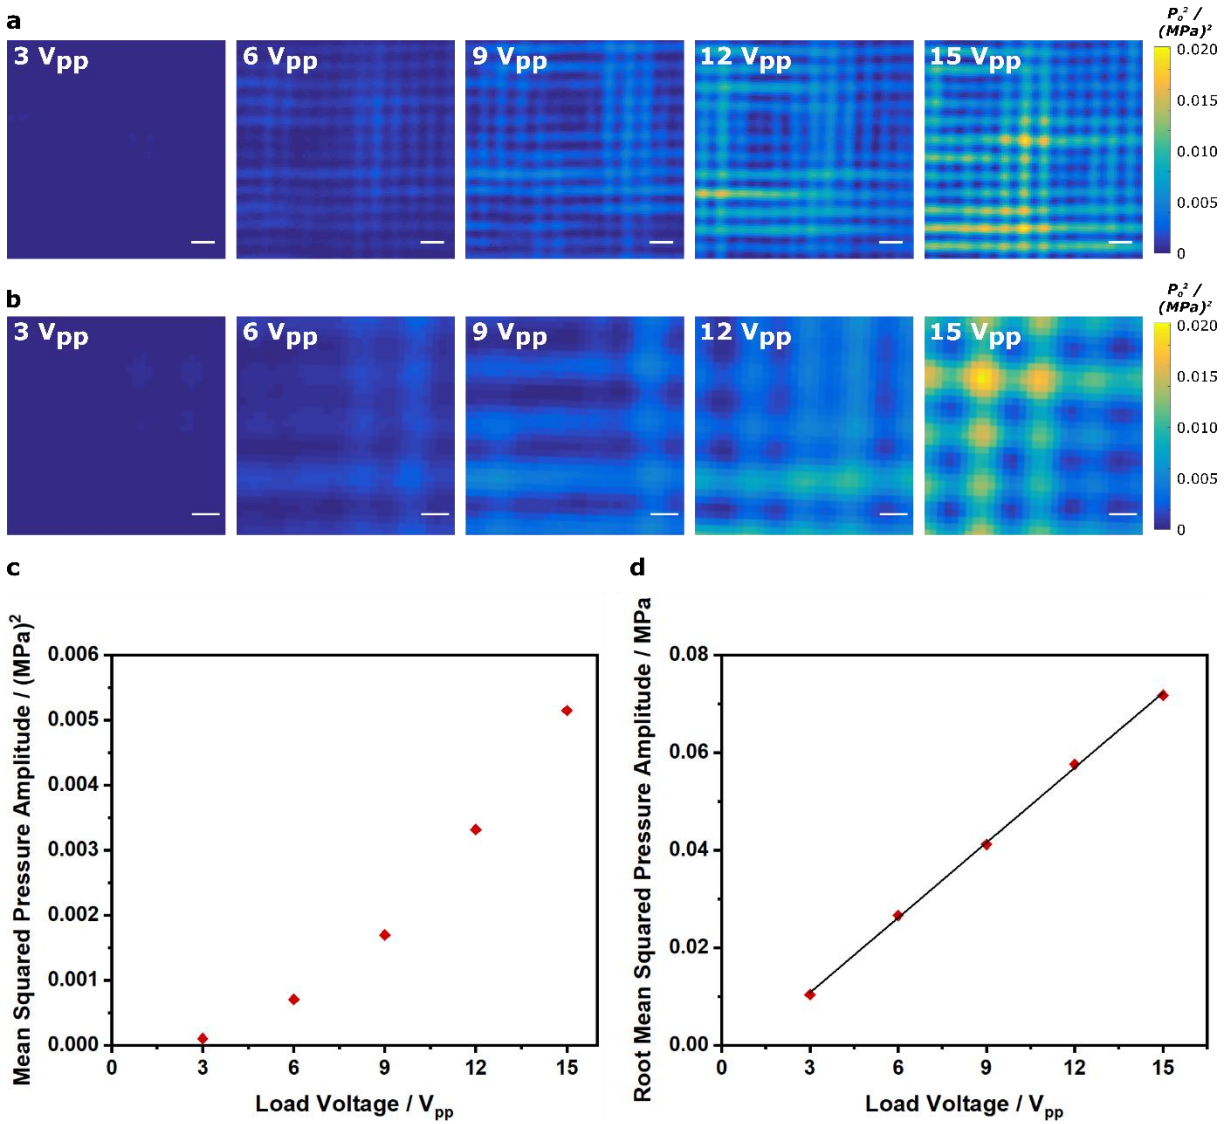 a
3 Vpp
6 Vpp
9 Vpp
12 Vpp
15 Vpp
P₀² /
(MPa)²
0.020
0.015
0.010
0.005
0
b
3 Vpp
6 Vpp
9 Vpp
12 Vpp
15 Vpp
P₀² /
(MPa)²
0.020
0.015
0.010
0.005
0
c
Mean Squared Pressure Amplitude / (MPa)²
0.006
0.005
0.004
0.003
0.002
0.001
0.000
0
3
6
9
12
15
Load Voltage / Vpp
d
Root Mean Squared Pressure Amplitude / MPa
0.08
0.06
0.04
0.02
0.00
0
3
6
9
12
15
Load Voltage / Vpp